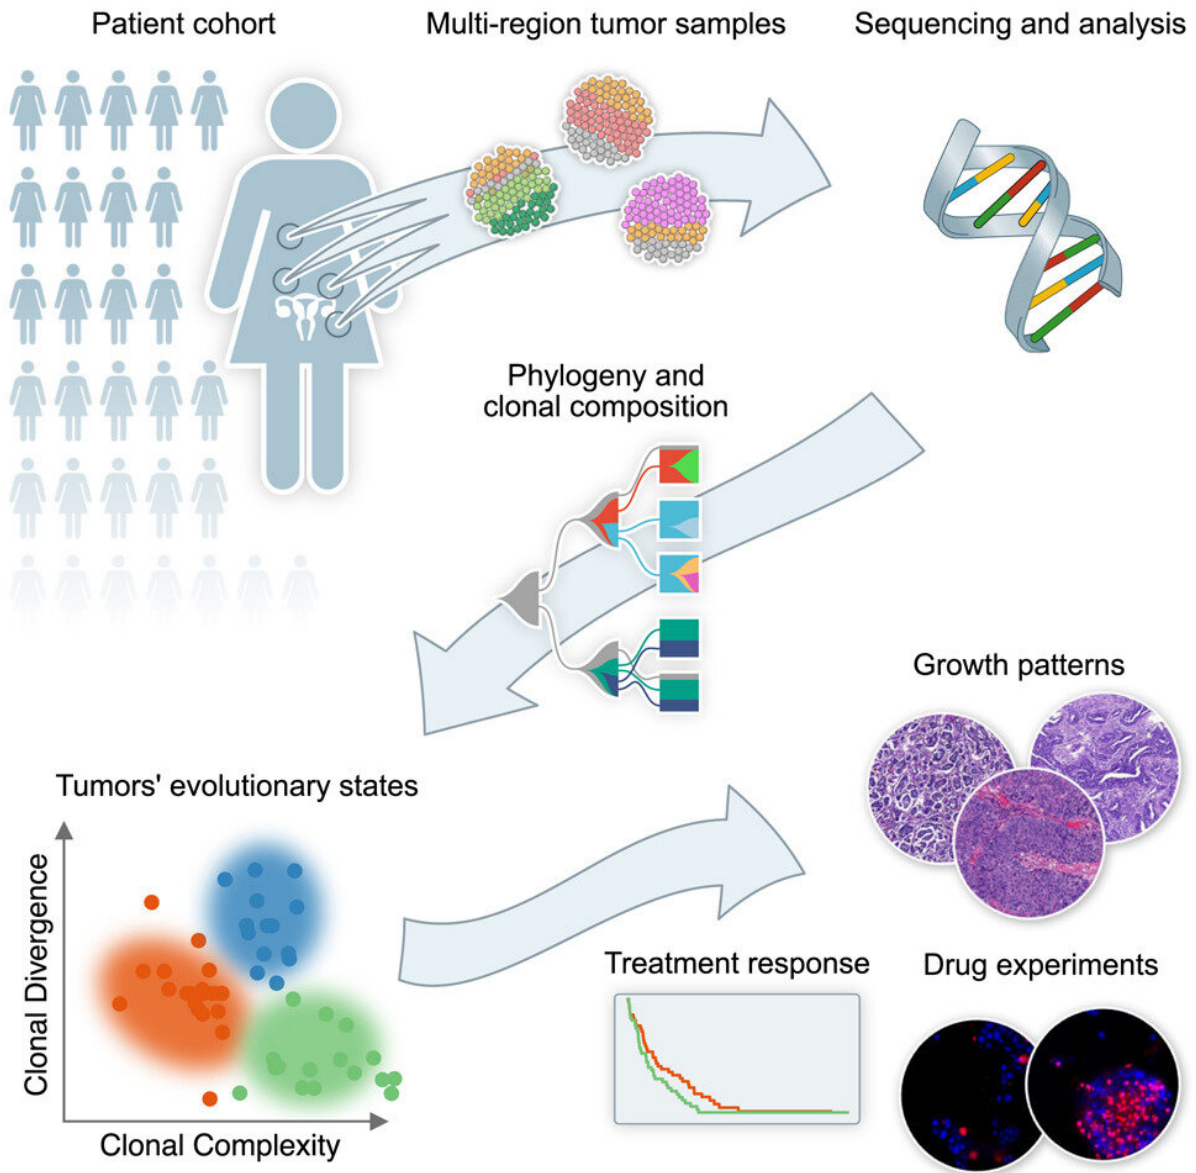 Patient cohort
Multi-region tumor samples
Sequencing and analysis
Phylogeny and
clonal composition
Growth patterns
Tumors' evolutionary states
Clonal Divergence
Clonal Complexity
Treatment response
Drug experiments